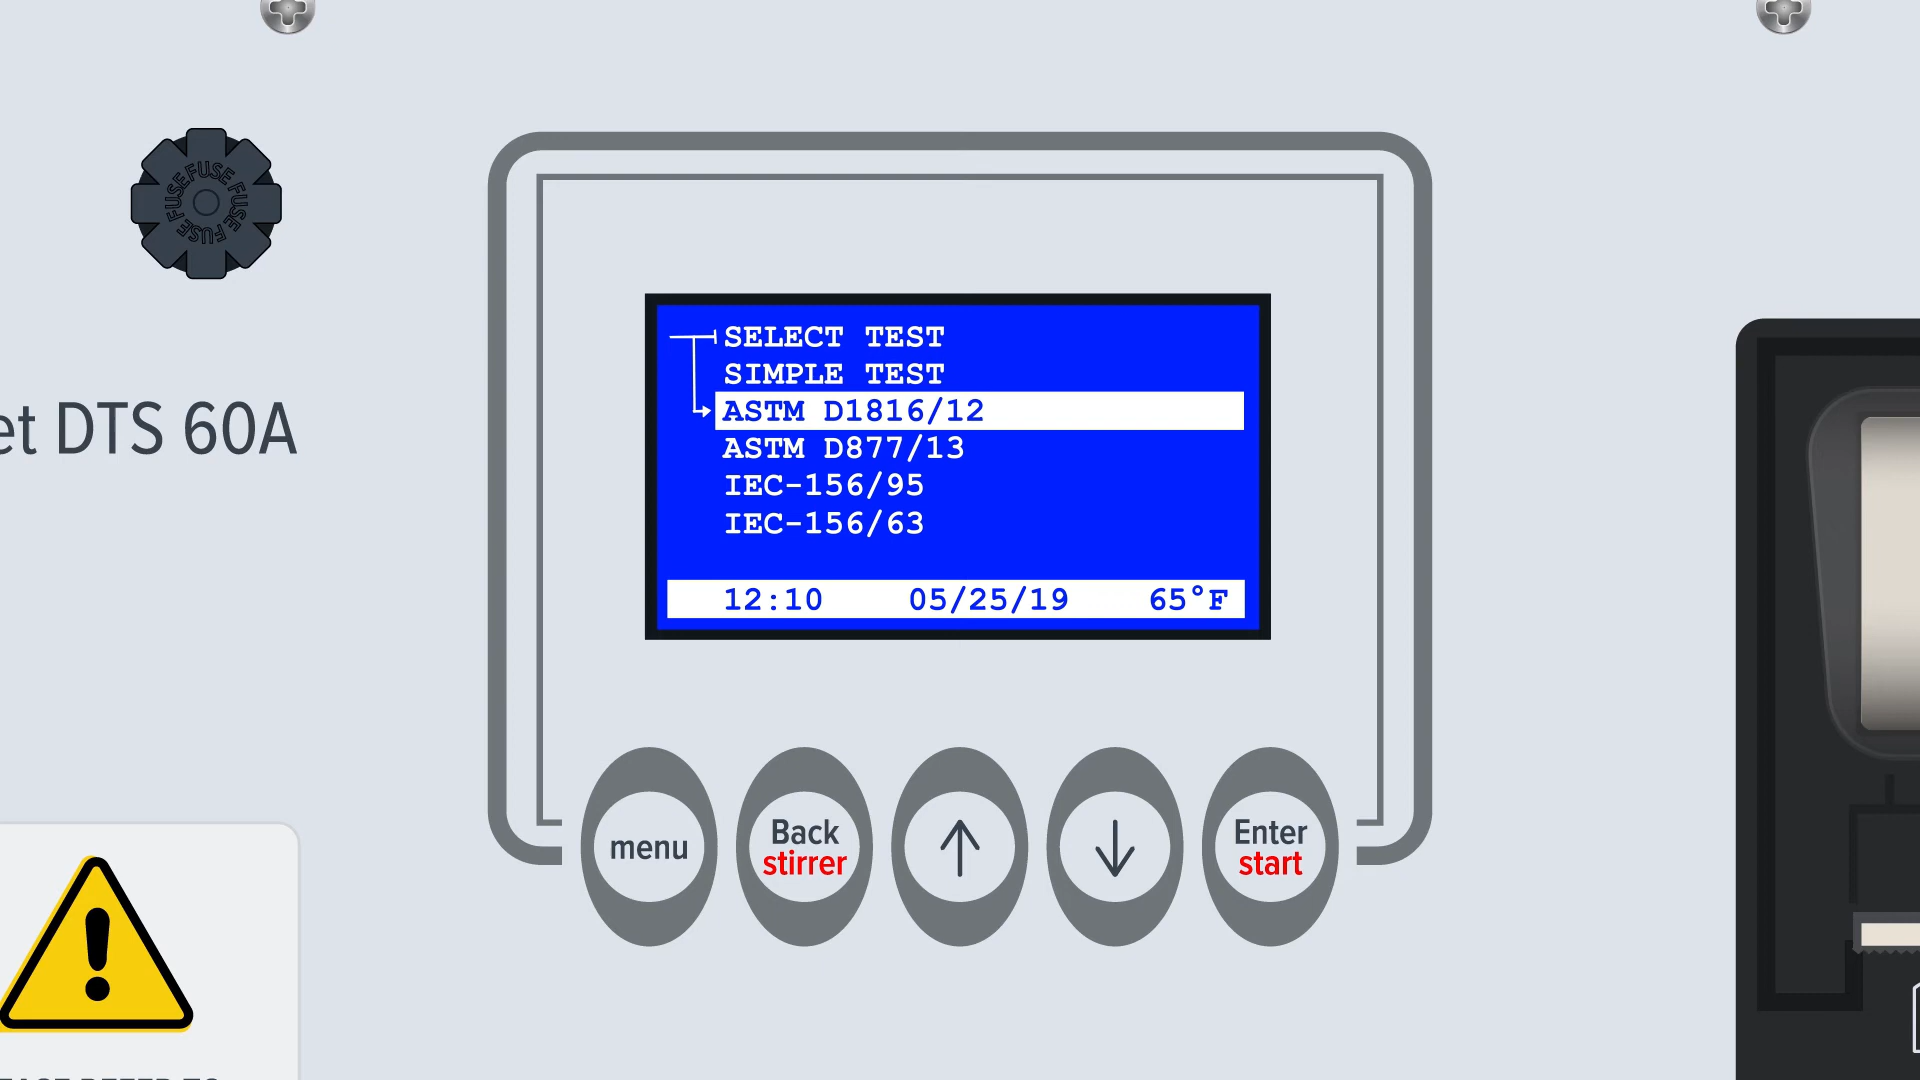 FUSE FUSE FUSE FUSE FUSE
DTS 60A
SELECT TEST
SIMPLE TEST
ASTM D1816/12
ASTM D877/13
IEC-156/95
IEC-156/63
12:10 05/25/19 65°F
menu
Back
stirrer
↑
↓
Enter
start